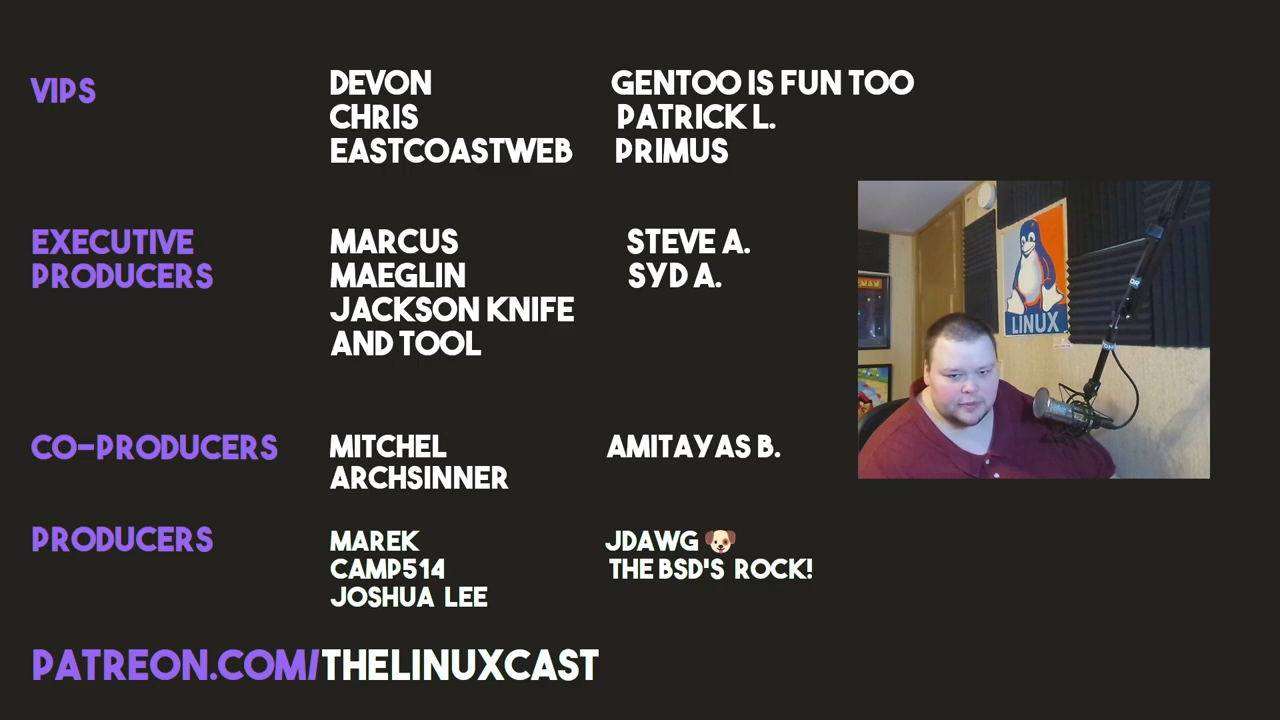 VIPS
DEVON
GENTOO IS FUN TOO
CHRIS
PATRICK L.
EASTCOASTWEB
PRIMUS
EXECUTIVE
PRODUCERS
MARCUS
STEVE A.
MAEGLIN
SYD A.
JACKSON KNIFE
AND TOOL
CO-PRODUCERS
MITCHEL
AMITAYAS B.
ARCHSINNER
PRODUCERS
MAREK
JDAWG 🐶
CAMP514
THE BSD'S ROCK!
JOSHUA LEE
PATREON.COM/THELINUXCAST
LINUX